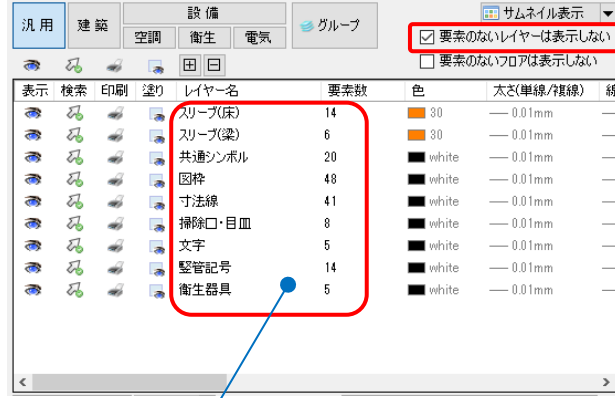 汎用 建築 設備 グループ サムネイル表示
空調 衛生 電気
要素のないレイヤーは表示しない
要素のないフロアは表示しない
表示 検索 印刷 塗り レイヤー名 要素数 色 太さ(単線/複線) 線
スリーブ(床) 14 30 0.01mm
スリーブ(梁) 6 30 0.01mm
共通シンボル 20 white 0.01mm
図枠 48 white 0.01mm
寸法線 41 white 0.01mm
掃除口・目皿 8 white 0.01mm
文字 5 white 0.01mm
竪管記号 14 white 0.01mm
衛生器具 5 white 0.01mm